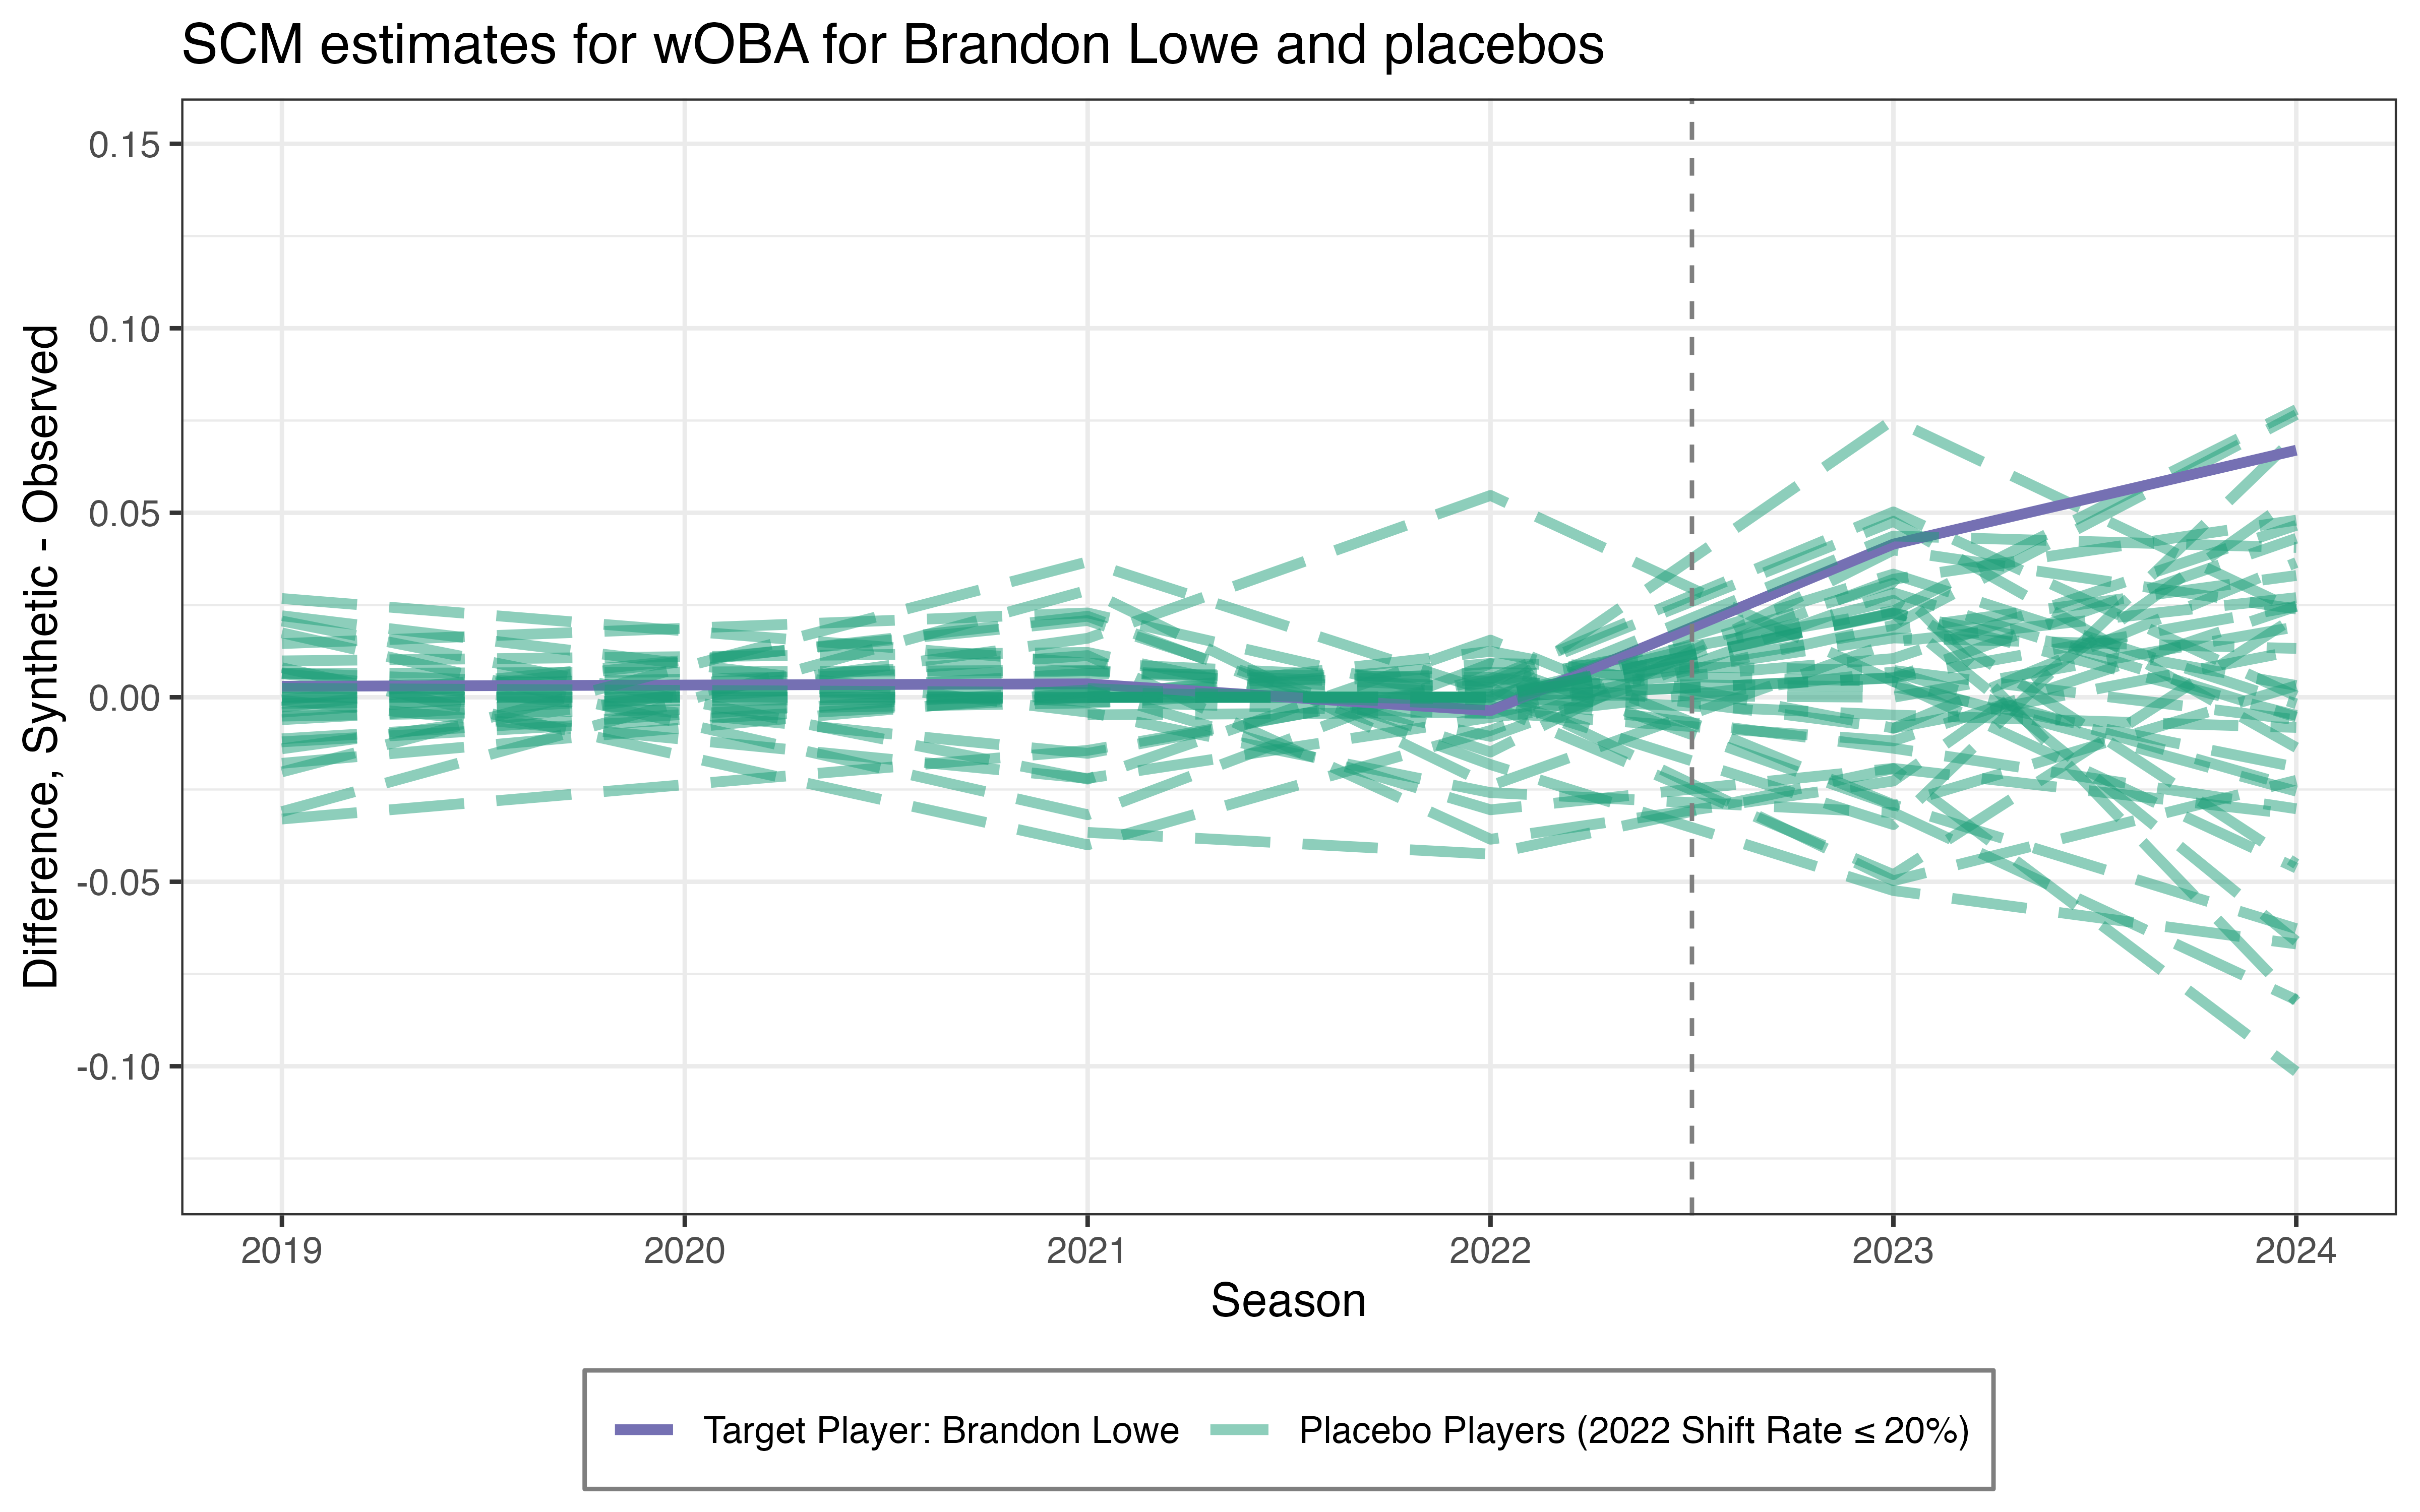 SCM estimates for wOBA for Brandon Lowe and placebos
Difference, Synthetic - Observed
0.15
0.10
0.05
0.00
-0.05
-0.10
2019 2020 2021 2022 2023 2024
Season
Target Player: Brandon Lowe Placebo Players (2022 Shift Rate ≤ 20%)